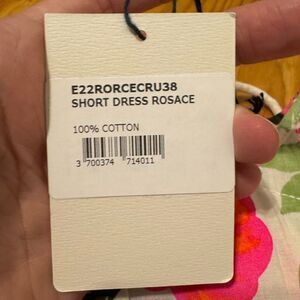 E22RORCECRU38
SHORT DRESS ROSACE
100% COTTON
3 700374 714011